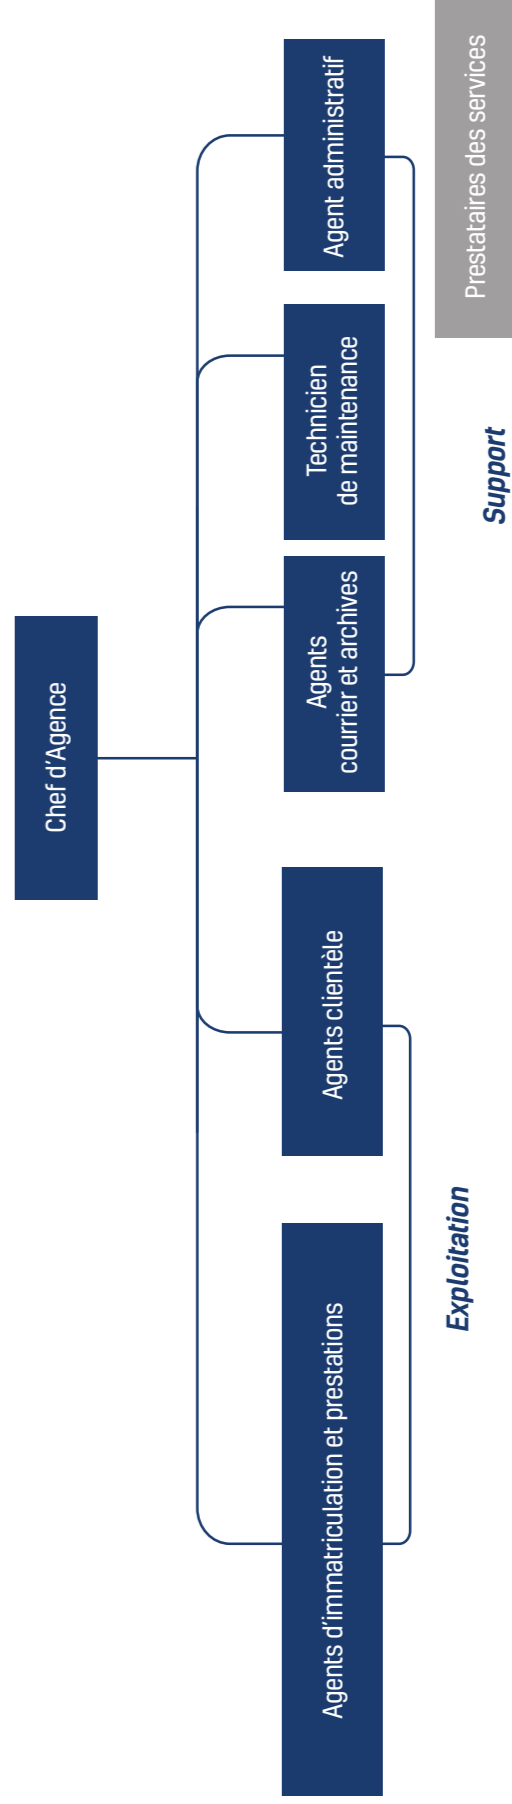 Chef d'Agence
Agents d'immatriculation et prestations
Agents clientèle
Agents
courrier et archives
Technicien
de maintenance
Agent administratif
Exploitation
Support
Prestataires des services